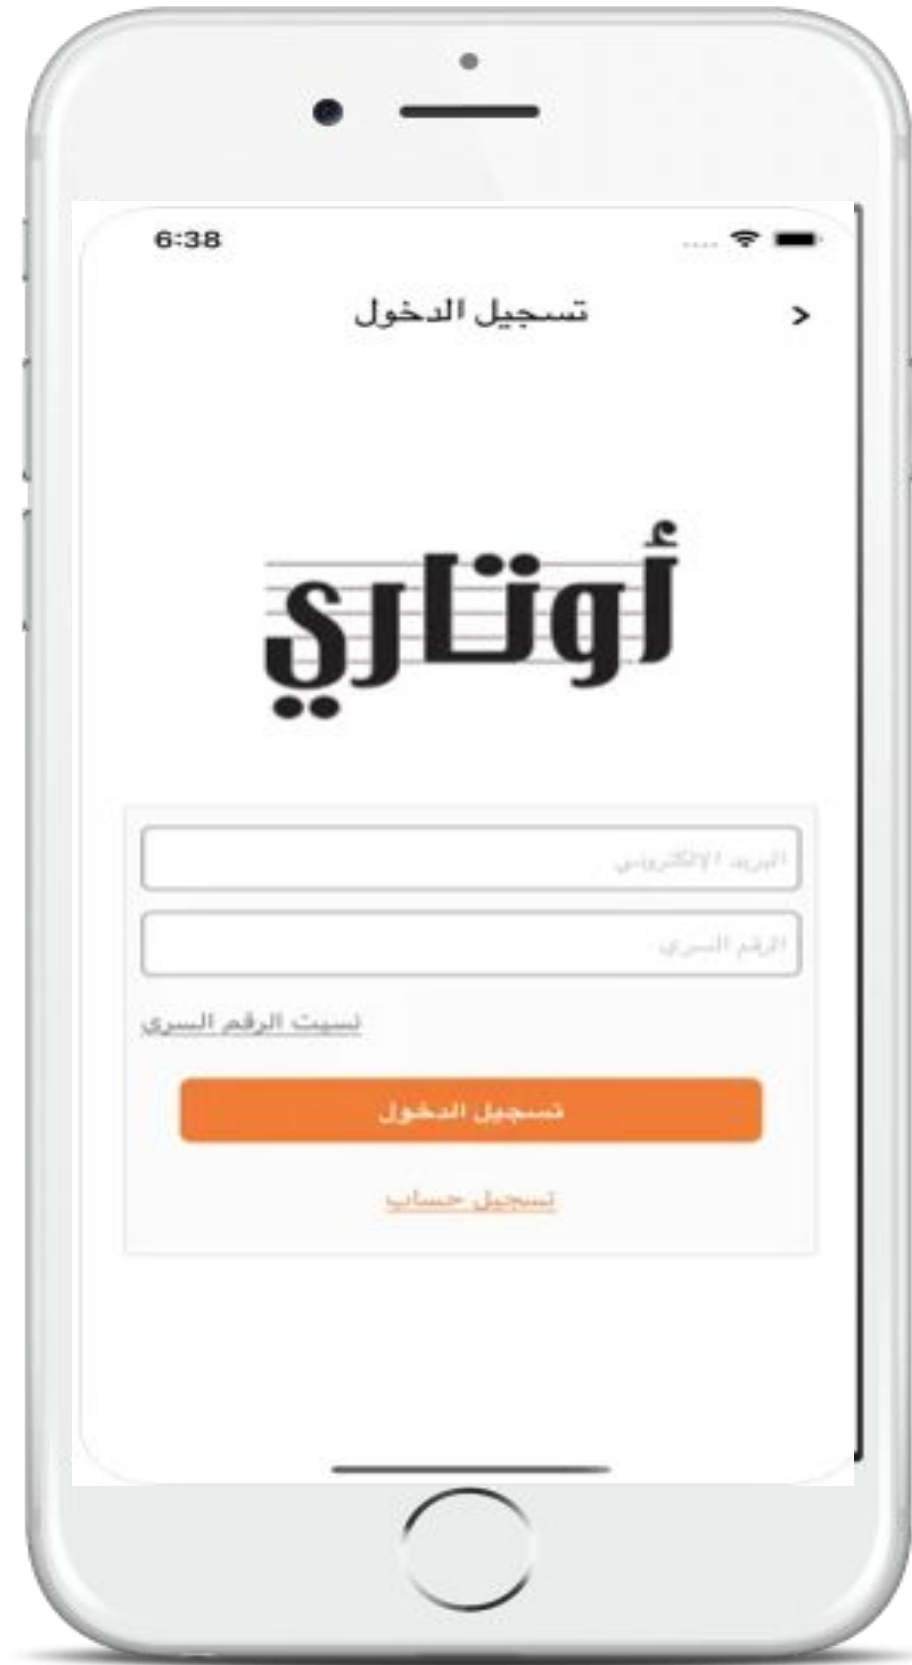 6:38
تسجيل الدخول
أوتاري
البريد الإلكتروني
الرقم السري
نسيت الرقم السري
تسجيل الدخول
تسجيل حساب